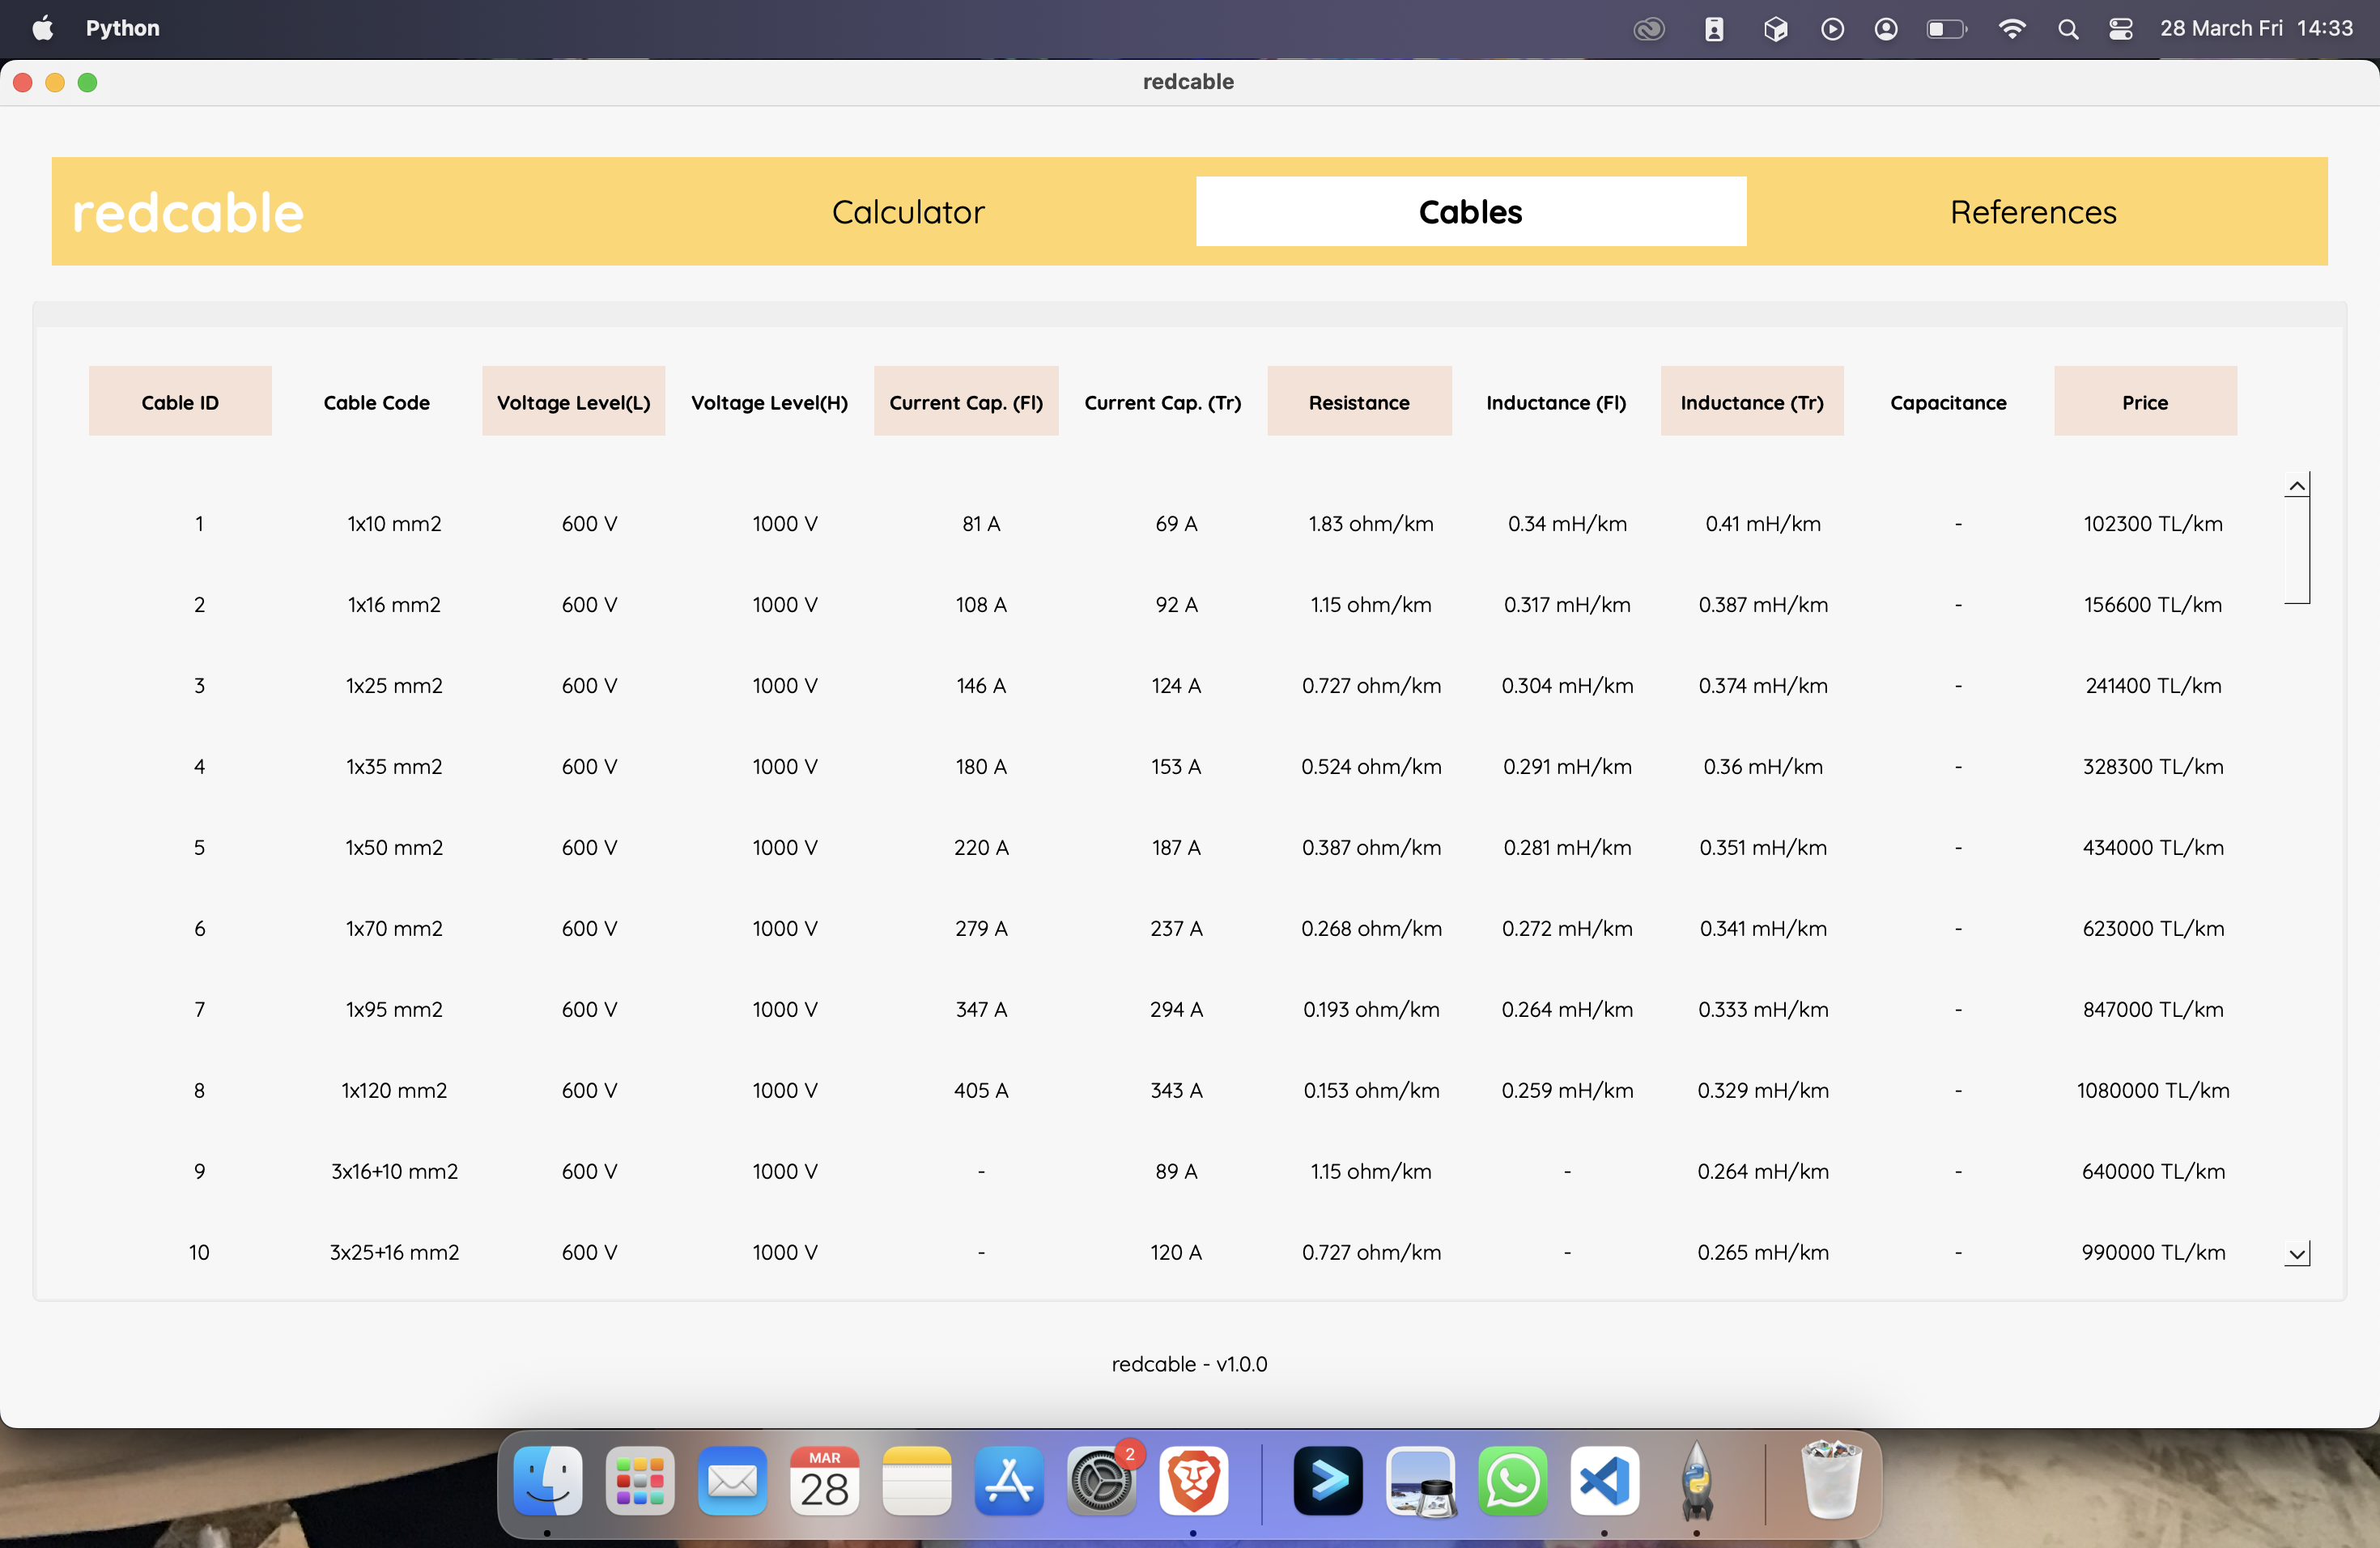 Python 28 March Fri 14:33
redcable
redcable Calculator Cables References
Cable ID Cable Code Voltage Level(L) Voltage Level(H) Current Cap. (Fl) Current Cap. (Tr) Resistance Inductance (Fl) Inductance (Tr) Capacitance Price
1 1x10 mm2 600 V 1000 V 81 A 69 A 1.83 ohm/km 0.34 mH/km 0.41 mH/km - 102300 TL/km
2 1x16 mm2 600 V 1000 V 108 A 92 A 1.15 ohm/km 0.317 mH/km 0.387 mH/km - 156600 TL/km
3 1x25 mm2 600 V 1000 V 146 A 124 A 0.727 ohm/km 0.304 mH/km 0.374 mH/km - 241400 TL/km
4 1x35 mm2 600 V 1000 V 180 A 153 A 0.524 ohm/km 0.291 mH/km 0.36 mH/km - 328300 TL/km
5 1x50 mm2 600 V 1000 V 220 A 187 A 0.387 ohm/km 0.281 mH/km 0.351 mH/km - 434000 TL/km
6 1x70 mm2 600 V 1000 V 279 A 237 A 0.268 ohm/km 0.272 mH/km 0.341 mH/km - 623000 TL/km
7 1x95 mm2 600 V 1000 V 347 A 294 A 0.193 ohm/km 0.264 mH/km 0.333 mH/km - 847000 TL/km
8 1x120 mm2 600 V 1000 V 405 A 343 A 0.153 ohm/km 0.259 mH/km 0.329 mH/km - 1080000 TL/km
9 3x16+10 mm2 600 V 1000 V - 89 A 1.15 ohm/km - 0.264 mH/km - 640000 TL/km
10 3x25+16 mm2 600 V 1000 V - 120 A 0.727 ohm/km - 0.265 mH/km - 990000 TL/km
redcable - v1.0.0
MAR
28
2